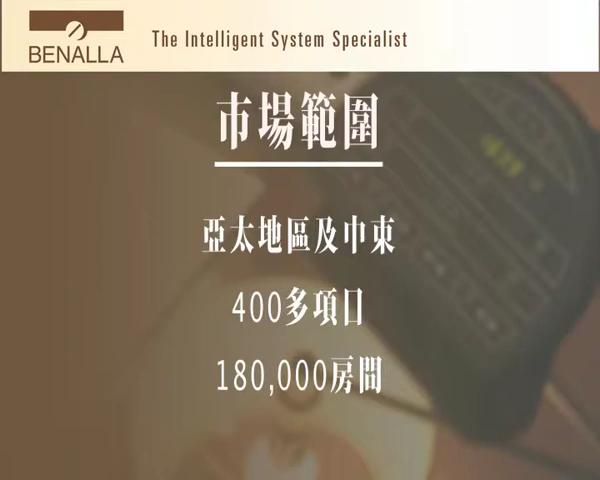 BENALLA
The Intelligent System Specialist
市場範圍
亞太地區及中東
400多項目
180,000房間